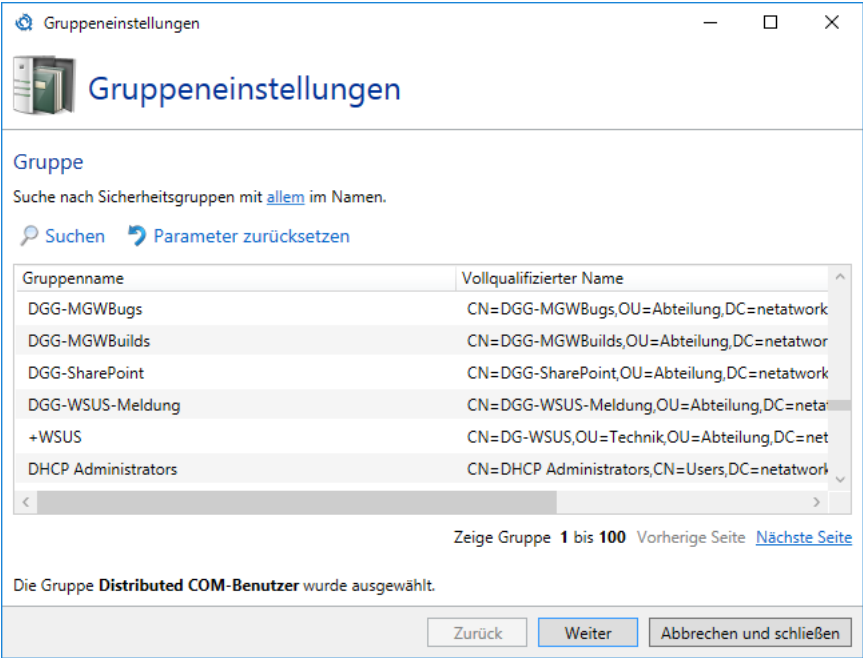 Gruppeneinstellungen
Gruppeneinstellungen
Gruppe
Suche nach Sicherheitsgruppen mit allem im Namen.
Suchen Parameter zurücksetzen
Gruppenname Vollqualifizierter Name
DGG-MGWBugs CN=DGG-MGWBugs,OU=Abteilung,DC=netatwork
DGG-MGWBuilds CN=DGG-MGWBuilds,OU=Abteilung,DC=netatwor
DGG-SharePoint CN=DGG-SharePoint,OU=Abteilung,DC=netatwork
DGG-WSUS-Meldung CN=DGG-WSUS-Meldung,OU=Abteilung,DC=netat
+WSUS CN=DG-WSUS,OU=Technik,OU=Abteilung,DC=net
DHCP Administrators CN=DHCP Administrators,CN=Users,DC=netatwork
Zeige Gruppe 1 bis 100 Vorherige Seite Nächste Seite
Die Gruppe Distributed COM-Benutzer wurde ausgewählt.
Zurück Weiter Abbrechen und schließen